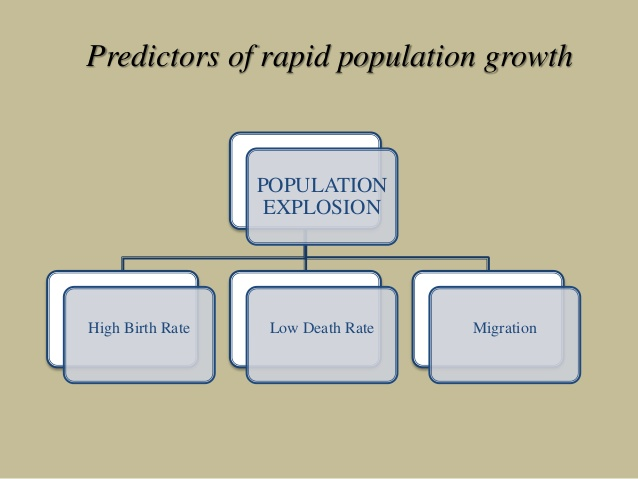 Predictors of rapid population growth
POPULATION
EXPLOSION
High Birth Rate
Low Death Rate
Migration